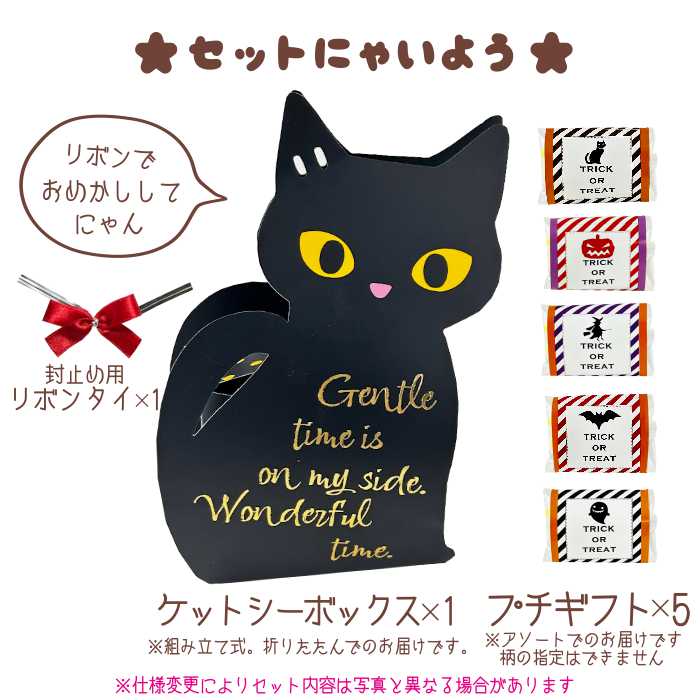 ★セットにゃいよう★
リボンで
おめかしして
にゃん
封止め用
リボンタイ×1
Gentle
time is
on my side.
Wonderful
time.
TRICK
OR
TREAT
TRICK
OR
TREAT
TRICK
OR
TREAT
TRICK
OR
TREAT
TRICK
OR
TREAT
ケットシーボックス×1
※組み立て式。折りたたんでのお届けです。
プチギフト×5
※アソートでのお届けです
柄の指定はできません
※仕様変更によりセット内容は写真と異なる場合があります